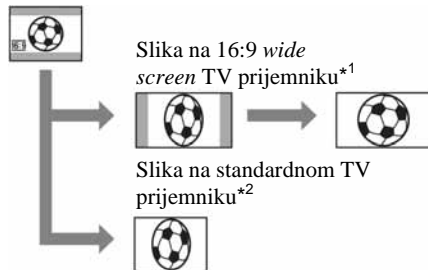 16:9
Slika na 16:9 wide
screen TV prijemniku*1
Slika na standardnom TV
prijemniku*2